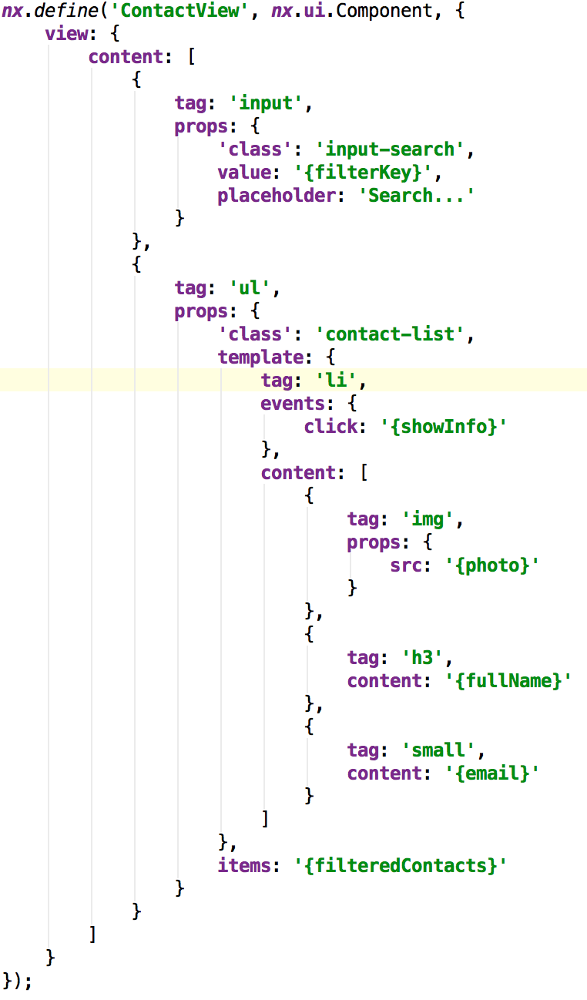 nx.define('ContactView', nx.ui.Component, {
    view: {
        content: [
            {
                tag: 'input',
                props: {
                    'class': 'input-search',
                    value: '{filterKey}',
                    placeholder: 'Search...'
                }
            },
            {
                tag: 'ul',
                props: {
                    'class': 'contact-list',
                    template: {
                        tag: 'li',
                        events: {
                            click: '{showInfo}'
                        },
                        content: [
                            {
                                tag: 'img',
                                props: {
                                    src: '{photo}'
                                }
                            },
                            {
                                tag: 'h3',
                                content: '{fullName}'
                            },
                            {
                                tag: 'small',
                                content: '{email}'
                            }
                        ]
                    },
                    items: '{filteredContacts}'
                }
            }
        ]
    }
});